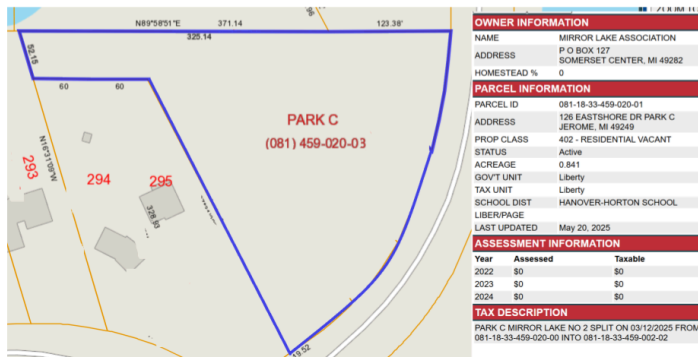 N89°58'51"E 371.14 123.38'
325.14
52.15
60 60
PARK C
(081) 459-020-03
N16°31'09"W
293
294
295
328.93
19.52
OWNER INFORMATION
NAME MIRROR LAKE ASSOCIATION
ADDRESS P O BOX 127
SOMERSET CENTER, MI 49282
HOMESTEAD % 0
PARCEL INFORMATION
PARCEL ID 081-18-33-459-020-01
ADDRESS 126 EASTSHORE DR PARK C
JEROME, MI 49249
PROP CLASS 402 - RESIDENTIAL VACANT
STATUS Active
ACREAGE 0.841
GOV'T UNIT Liberty
TAX UNIT Liberty
SCHOOL DIST HANOVER-HORTON SCHOOL
LIBER/PAGE
LAST UPDATED May 20, 2025
ASSESSMENT INFORMATION
Year Assessed Taxable
2022 $0 $0
2023 $0 $0
2024 $0 $0
TAX DESCRIPTION
PARK C MIRROR LAKE NO 2 SPLIT ON 03/12/2025 FROM
081-18-33-459-020-00 INTO 081-18-33-459-002-02